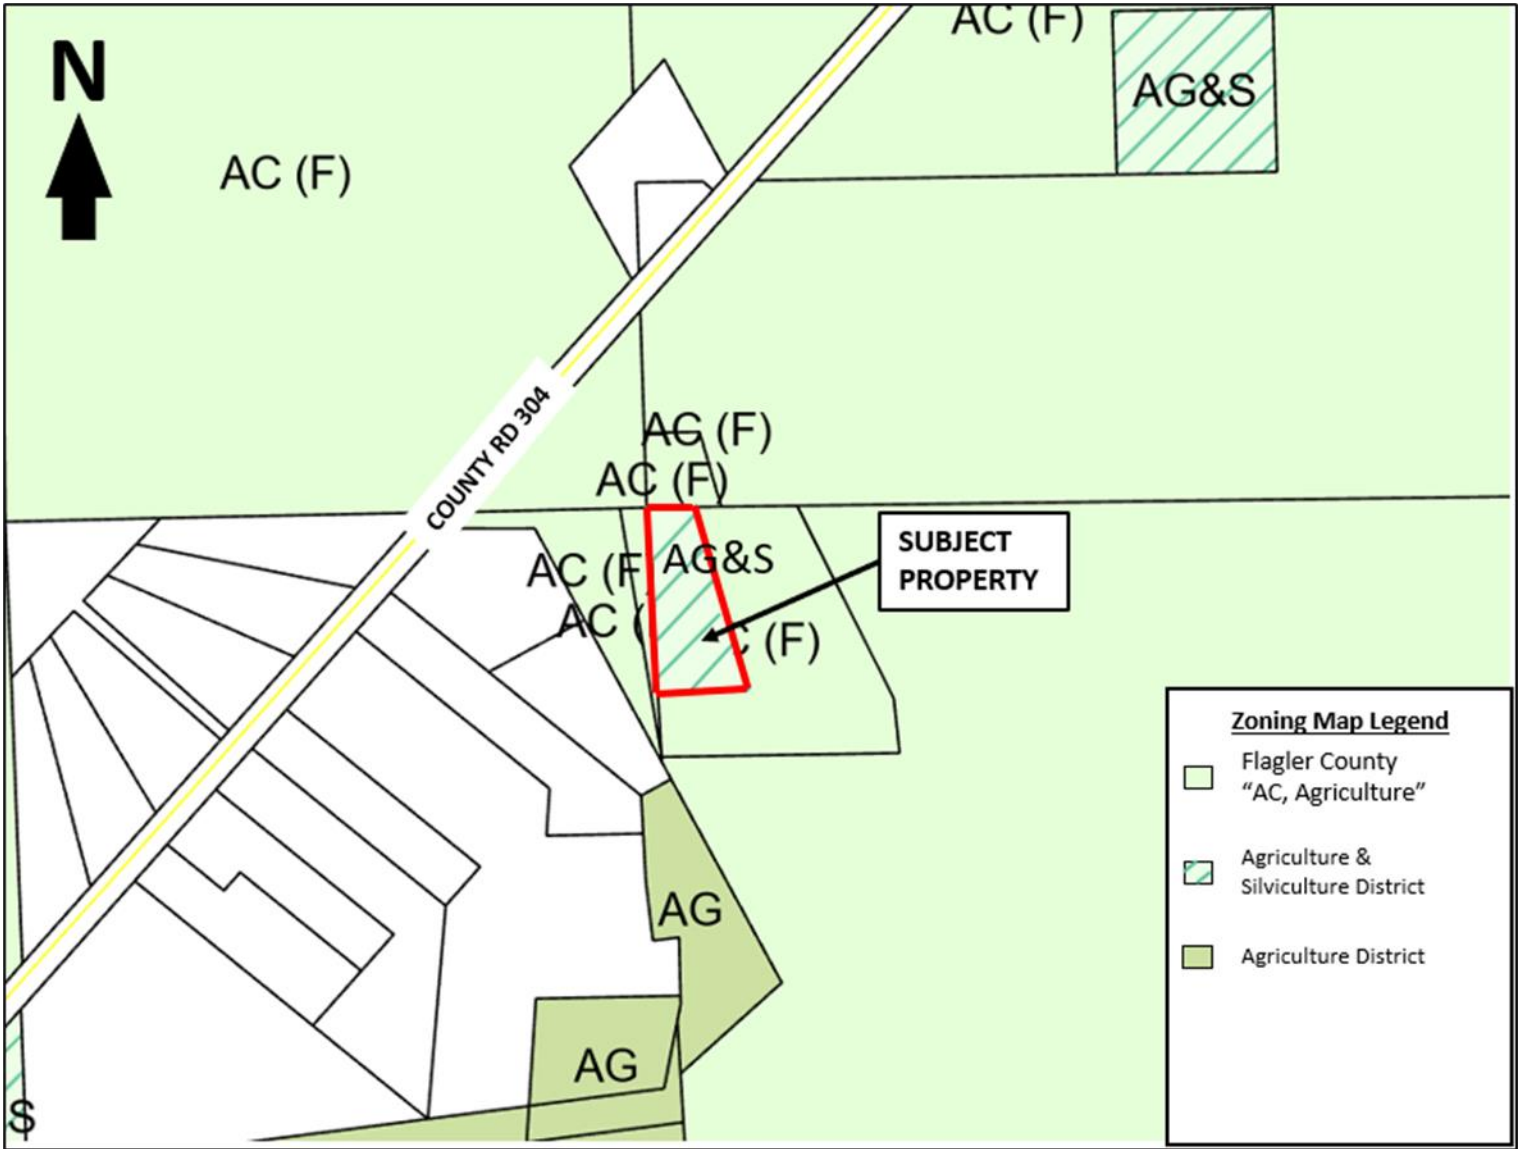 AC (F)
N
AG&S
AC (F)
COUNTY RD 304
AC (F)
AC (F)
SUBJECT
PROPERTY
AG&S
AC (F
AC (
C (F)
Zoning Map Legend
Flagler County
“AC, Agriculture”
Agriculture &
Silviculture District
AG
Agriculture District
AG
S